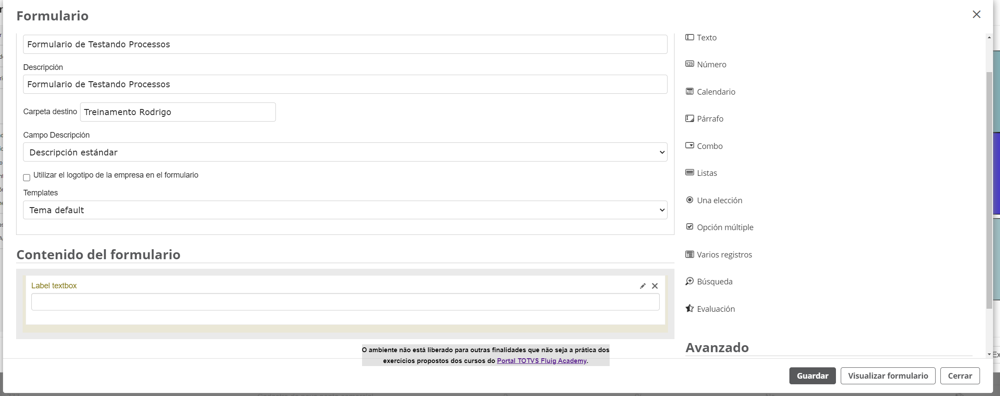 Formulario
Formulario de Testando Processos
Descripción
Formulario de Testando Processos
Carpeta destino Treinamento Rodrigo
Campo Descripción
Descripción estándar
Utilizar el logotipo de la empresa en el formulario
Templates
Tema default
Contenido del formulario
Label textbox
Texto
Número
Calendario
Párrafo
Combo
Listas
Una elección
Opción múltiple
Varios registros
Búsqueda
Evaluación
Avanzado
O ambiente não está liberado para outras finalidades que não seja a prática dos
exercícios propostos dos cursos do Portal TOTVS Fluig Academy.
Guardar Visualizar formulario Cerrar